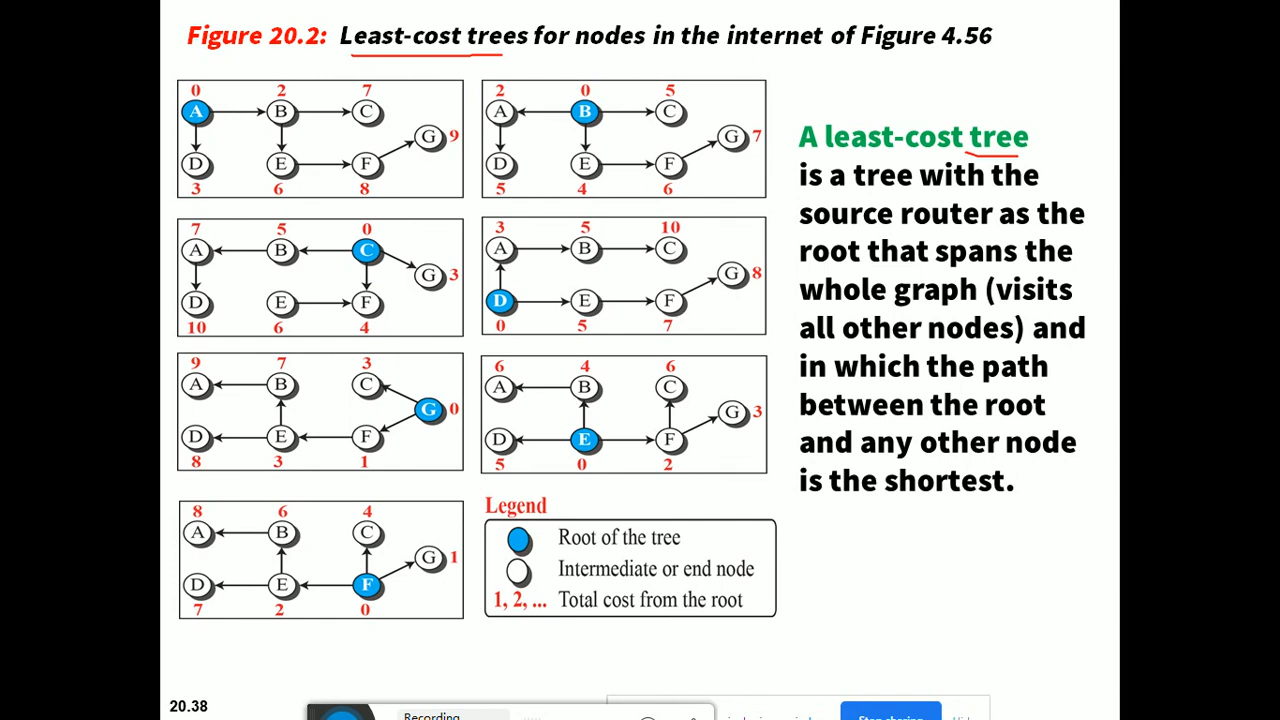 Figure 20.2: Least-cost trees for nodes in the internet of Figure 4.56
0 2 7
A B C
G 9
D E F
3 6 8
2 0 5
A B C
G 7
D E F
5 4 6
7 5 0
A B C
G 3
D E F
10 6 4
3 5 10
A B C
G 8
D E F
0 5 7
9 7 3
A B C
G 0
D E F
8 3 1
6 4 6
A B C
G 3
D E F
5 0 2
8 6 4
A B C
G 1
D E F
7 2 0
Legend
Root of the tree
Intermediate or end node
1, 2, ... Total cost from the root
A least-cost tree
is a tree with the
source router as the
root that spans the
whole graph (visits
all other nodes) and
in which the path
between the root
and any other node
is the shortest.
20.38
Recording
Stop sharing